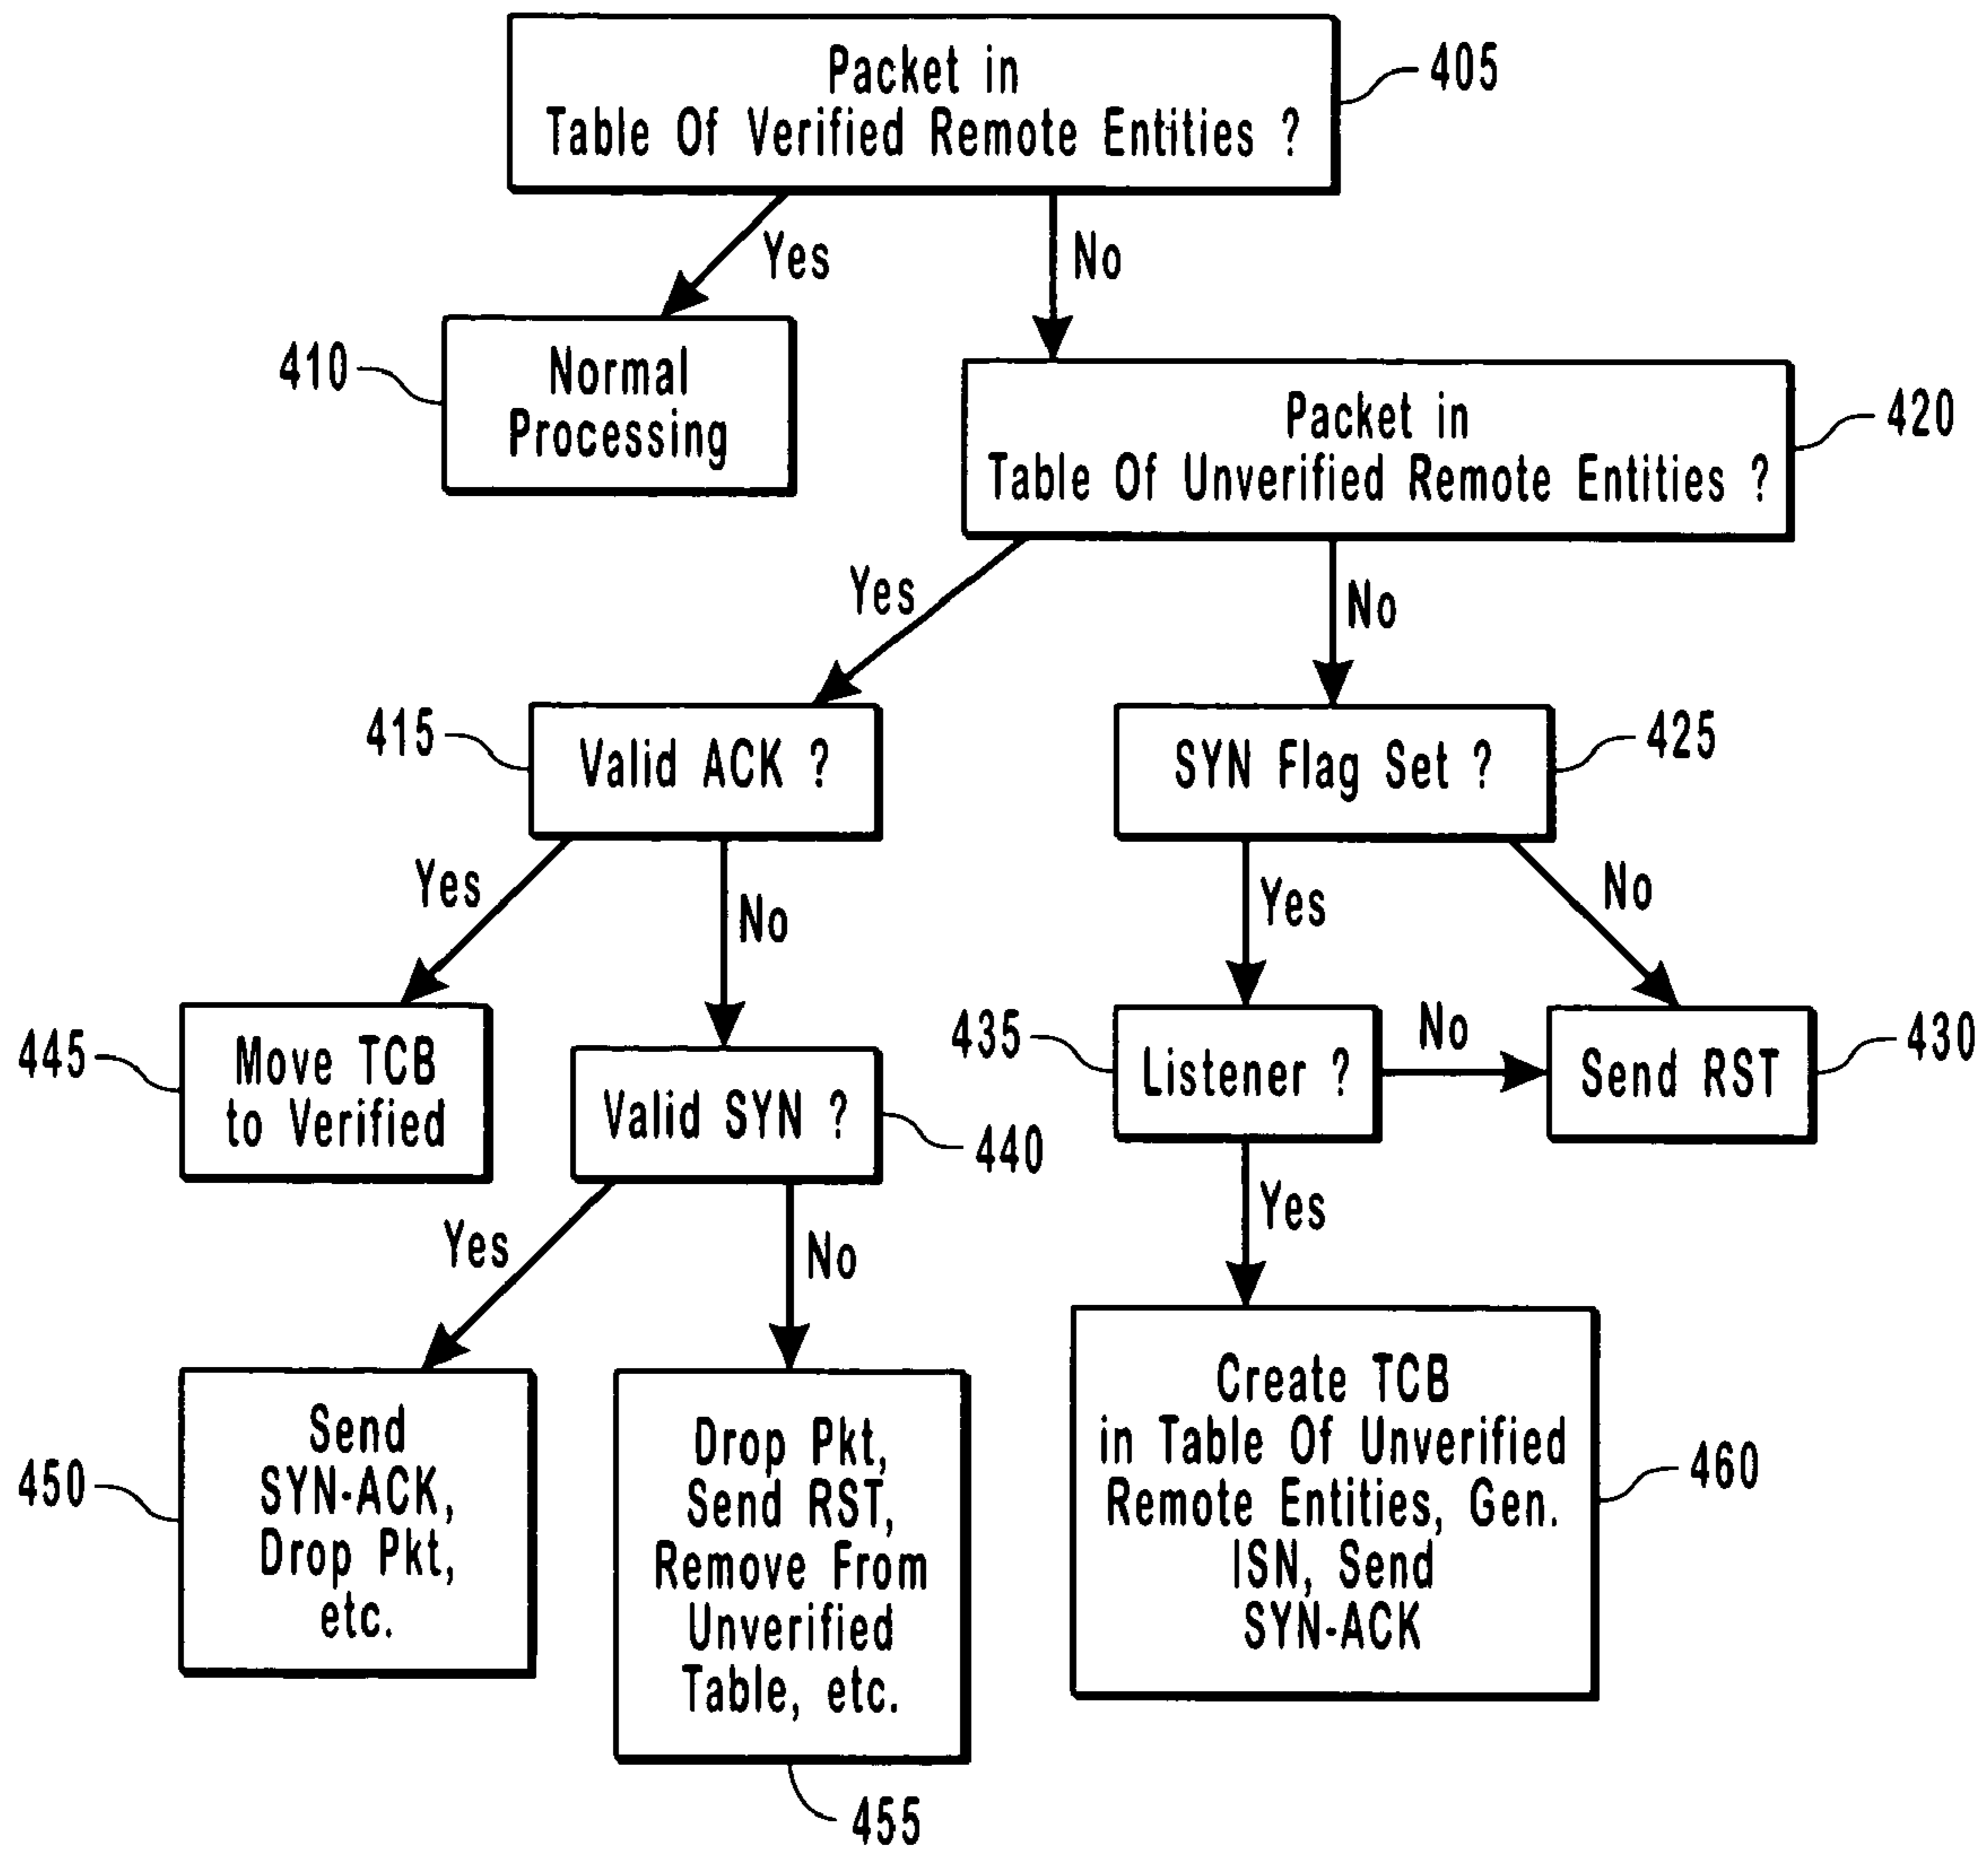 Packet in
Table Of Verified Remote Entities ?
405
Yes
No
410
Normal
Processing
Packet in
Table Of Unverified Remote Entities ?
420
Yes
No
415
Valid ACK ?
SYN Flag Set ?
425
Yes
No
Yes
No
445
Move TCB
to Verified
Valid SYN ?
440
435
Listener ?
No
Send RST
430
Yes
No
Yes
450
Send
SYN-ACK,
Drop Pkt,
etc.
Drop Pkt,
Send RST,
Remove From
Unverified
Table, etc.
455
Create TCB
in Table Of Unverified
Remote Entities, Gen.
ISN, Send
SYN-ACK
460